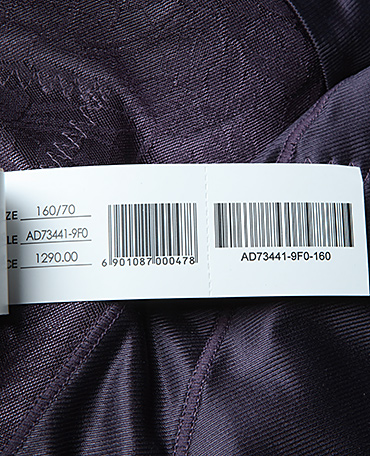 ZE 160/70
LE AD73441-9F0
CE 1290.00
6 901087 000478
AD73441-9F0-160